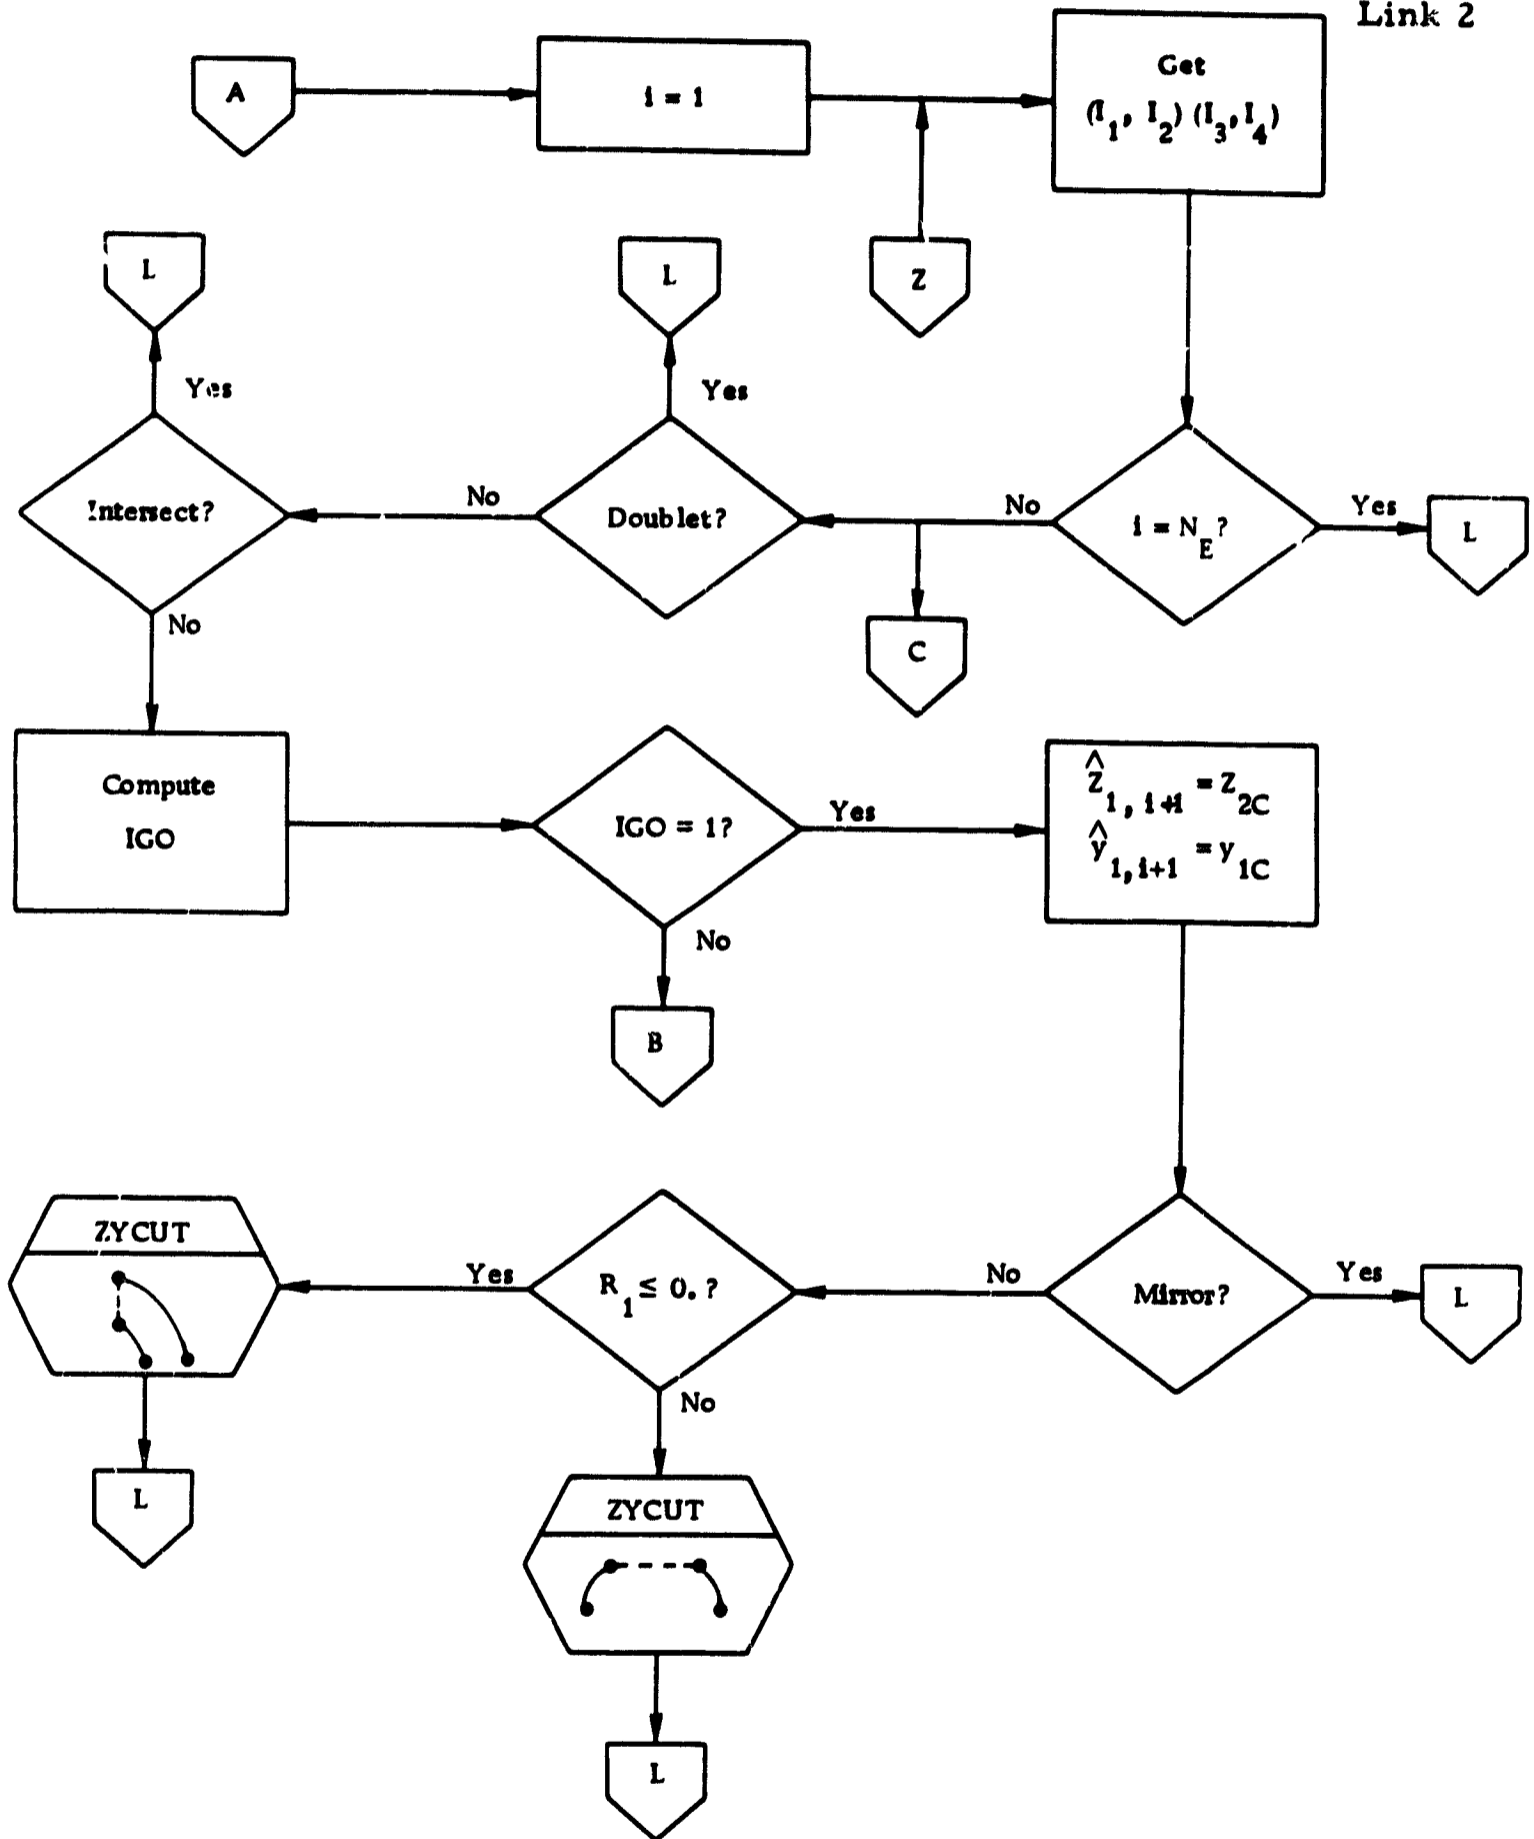 Link 2
A
i = 1
Get
(I1, I2) (I3, I4)
L
L
Z
Yes
Yes
Intersect?
No
Doublet?
No
i = NE?
Yes
L
No
C
Compute
IGO
IGO = 1?
Yes
Ẑ1, i+1 = Z2C
ŷ1, i+1 = y1C
No
B
ZYCUT
Yes
R1 ≤ 0. ?
No
Mirror?
Yes
L
No
L
ZYCUT
L